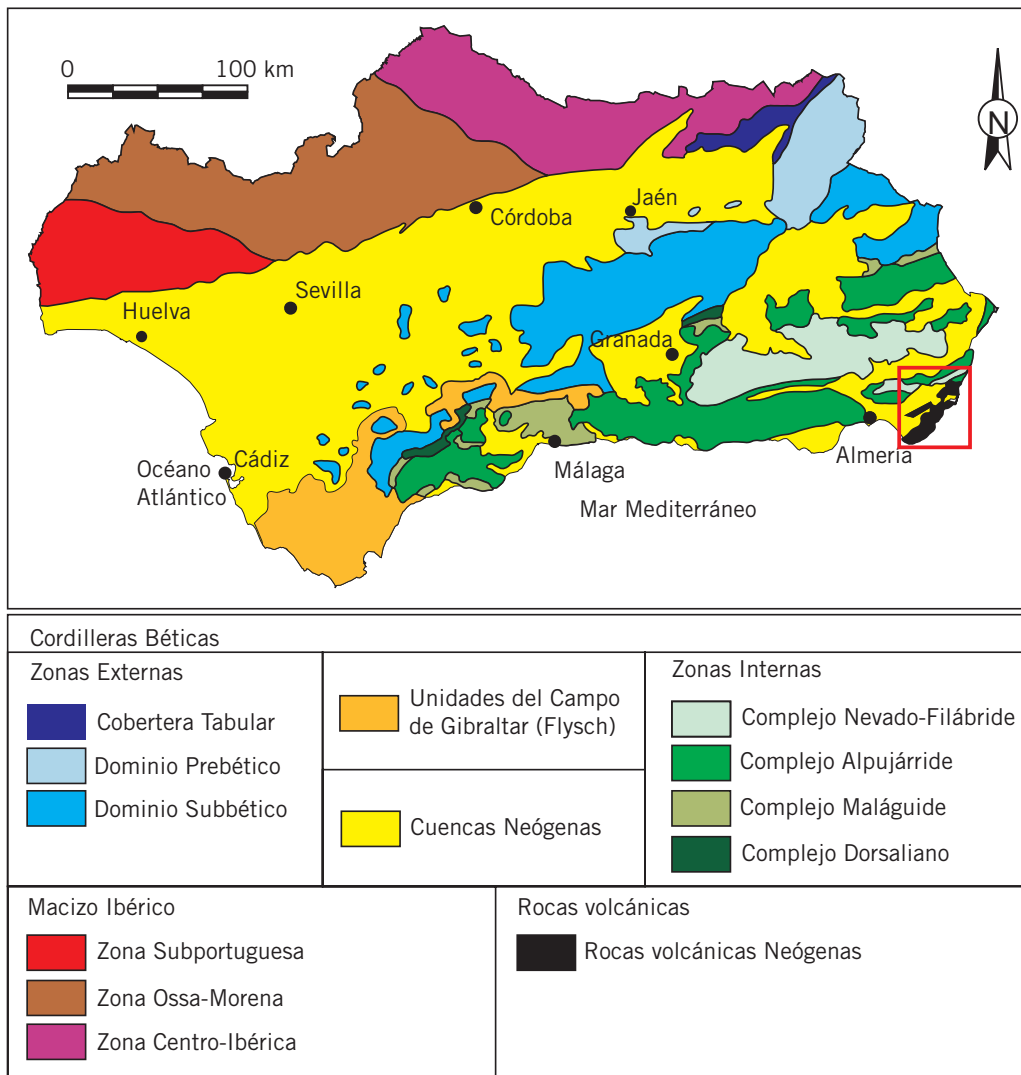 0 100 km
N
Jaén
Córdoba
Sevilla
Huelva
Granada
Cádiz
Océano
Atlántico
Málaga
Almería
Mar Mediterráneo
Cordilleras Béticas
Zonas Externas
Cobertera Tabular
Dominio Prebético
Dominio Subbético
Unidades del Campo
de Gibraltar (Flysch)
Cuencas Neógenas
Zonas Internas
Complejo Nevado-Filábride
Complejo Alpujárride
Complejo Maláguide
Complejo Dorsaliano
Macizo Ibérico
Zona Subportuguesa
Zona Ossa-Morena
Zona Centro-Ibérica
Rocas volcánicas
Rocas volcánicas Neógenas